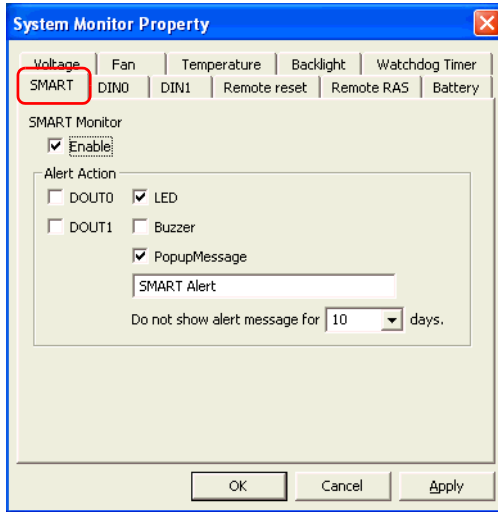 System Monitor Property
Voltage Fan Temperature Backlight Watchdog Timer
SMART DIN0 DIN1 Remote reset Remote RAS Battery
SMART Monitor
Enable
Alert Action
DOUT0 LED
DOUT1 Buzzer
PopupMessage
SMART Alert
Do not show alert message for 10 days.
OK Cancel Apply